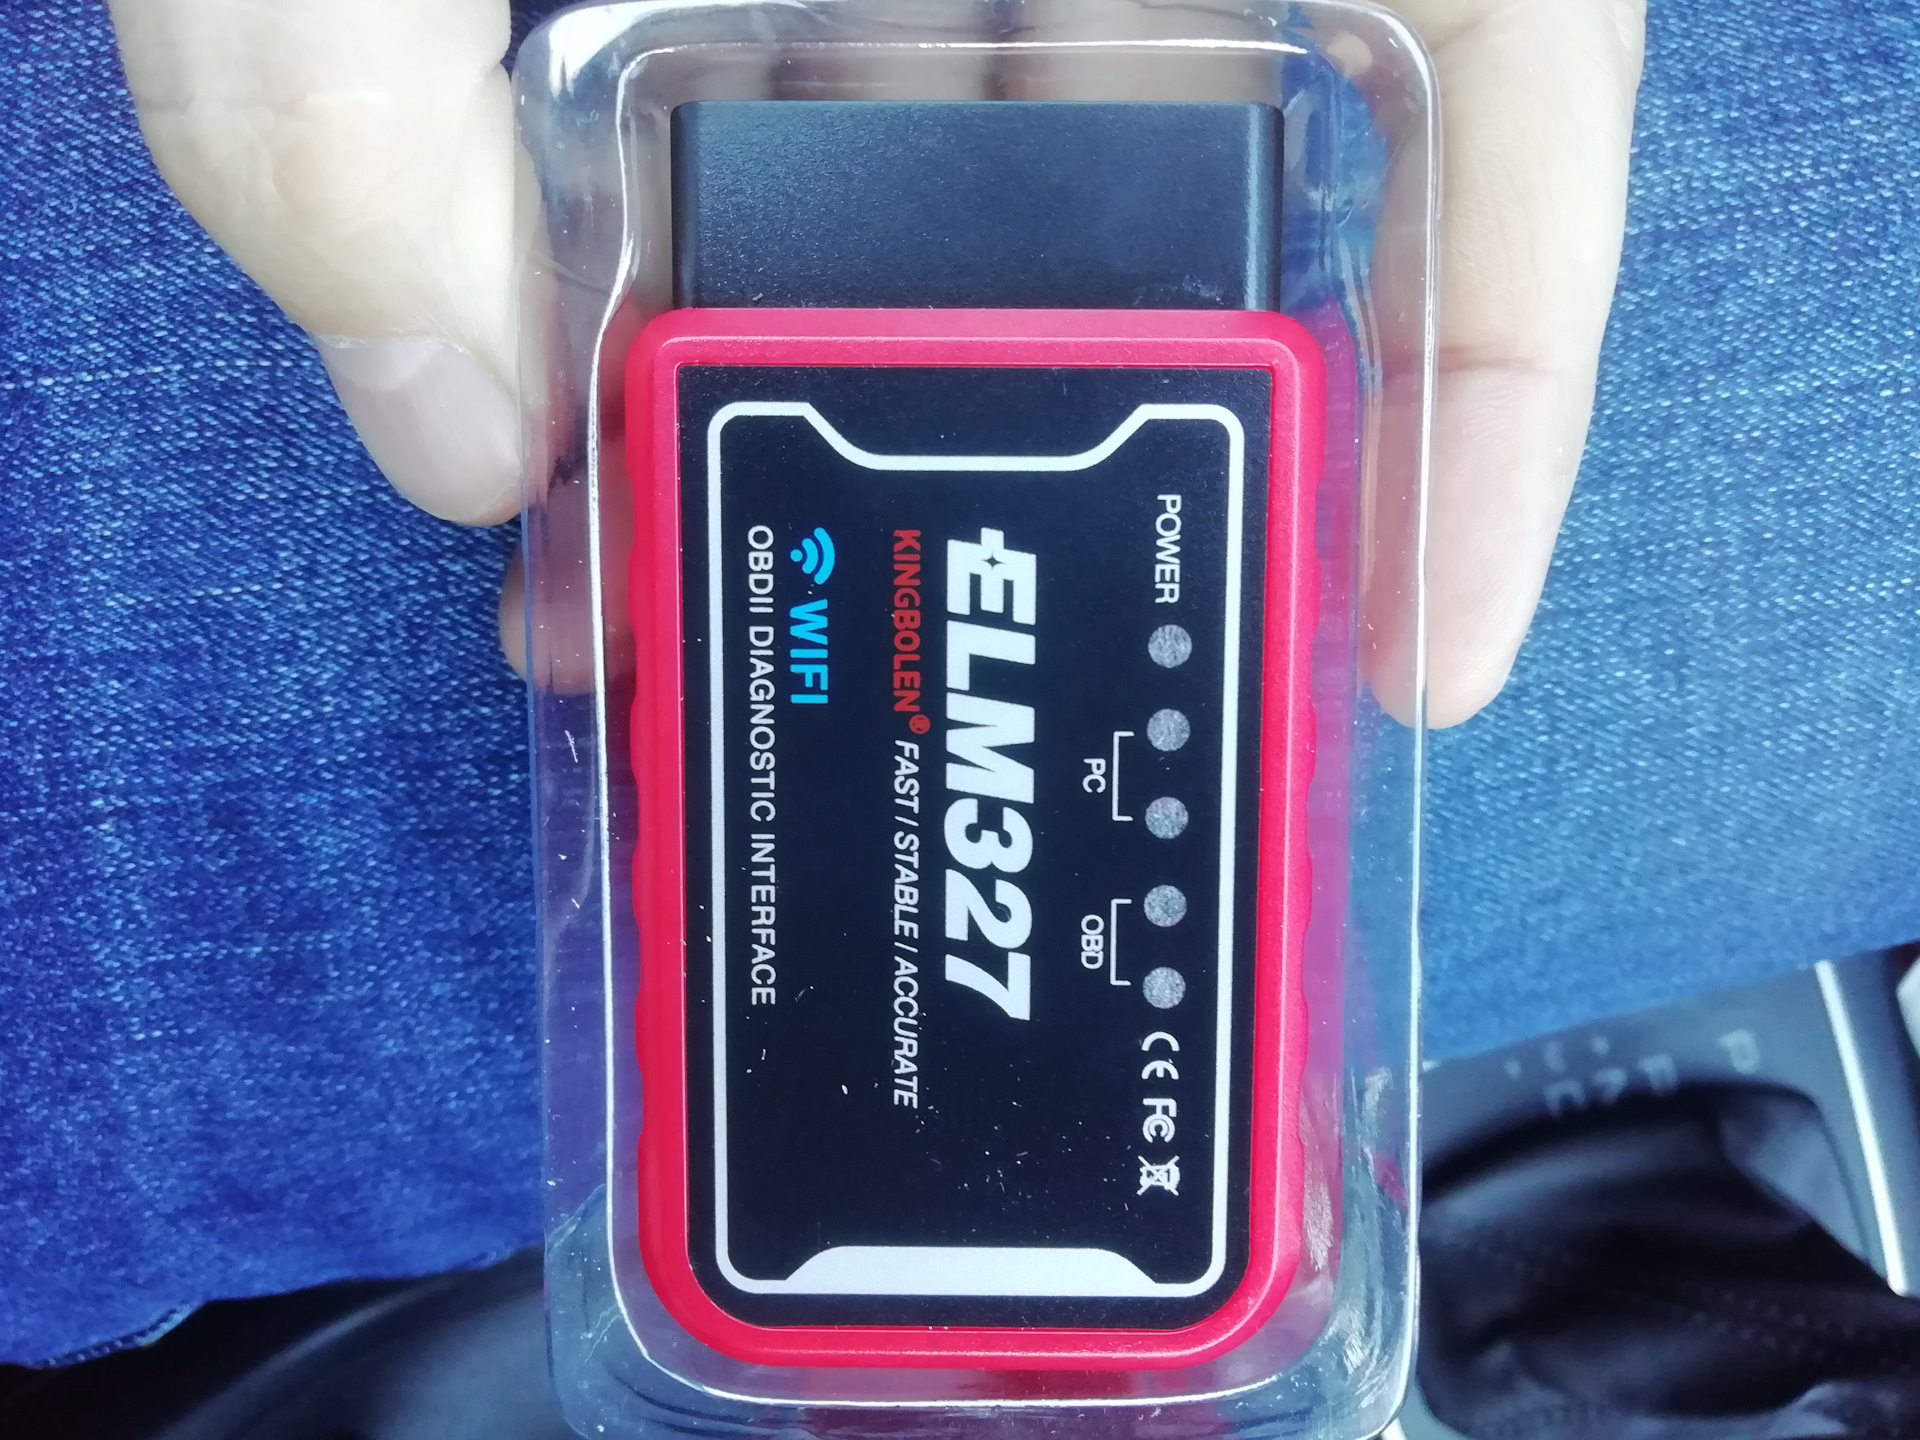 POWER
PC
OBD
CE FC
ELM327
KINGBOLEN® FAST / STABLE / ACCURATE
WIFI
OBDII DIAGNOSTIC INTERFACE
P